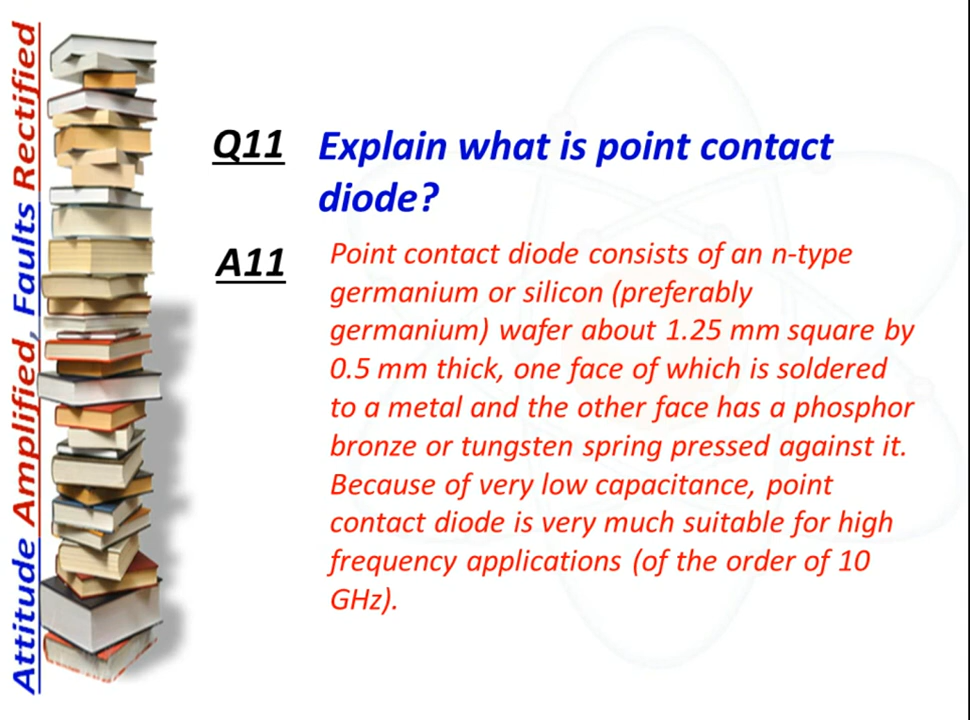 Attitude Amplified, Faults Rectified
Q11 Explain what is point contact
diode?
A11 Point contact diode consists of an n-type
germanium or silicon (preferably
germanium) wafer about 1.25 mm square by
0.5 mm thick, one face of which is soldered
to a metal and the other face has a phosphor
bronze or tungsten spring pressed against it.
Because of very low capacitance, point
contact diode is very much suitable for high
frequency applications (of the order of 10
GHz).